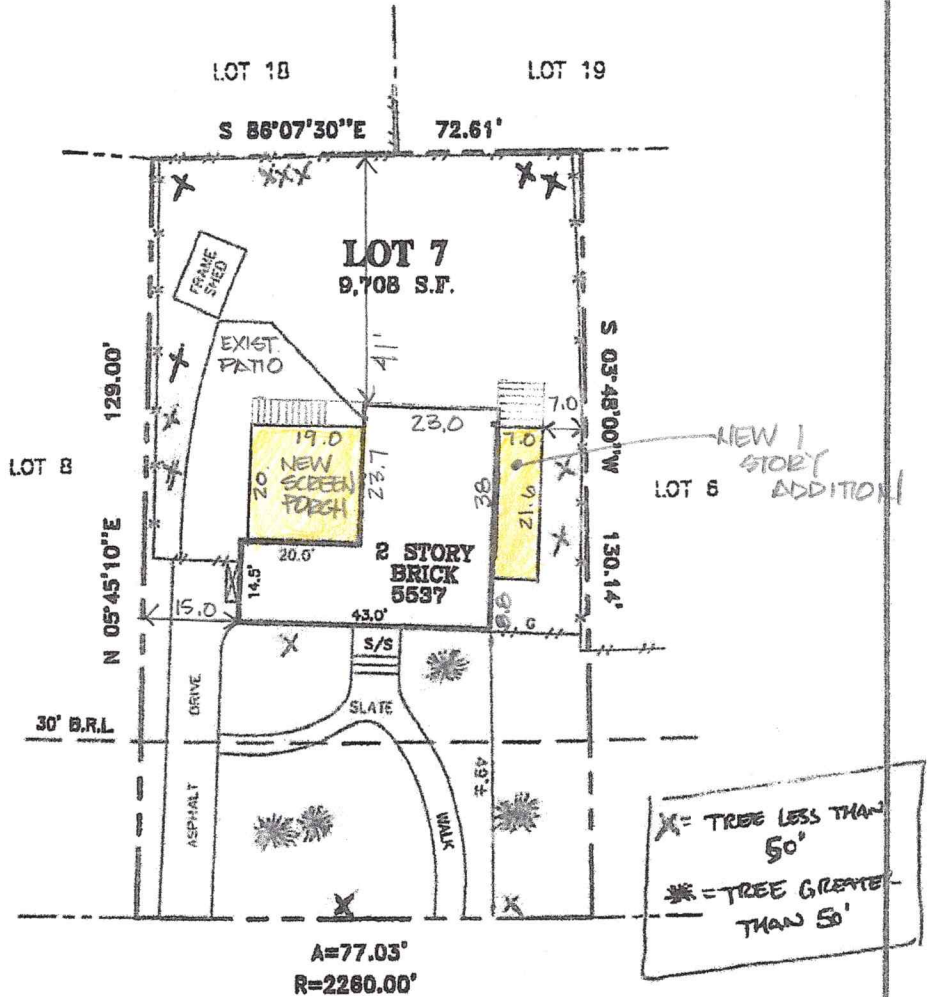 LOT 18
LOT 19
S 86°07'30"E 72.61'
LOT 7
9,708 S.F.
FRAME
SHED
EXIST.
PATIO
41'
129.00'
N 05°45'10"E
S 03°48'00"W
130.14'
LOT 8
LOT 6
23.0
7.0
19.0
7.0
NEW
SCREEN
PORCH
20.
23.7
38
21.6
NEW 1
STORY
ADDITION
20.0'
2 STORY
BRICK
5537
14.5'
15.0
43.0'
8.8
G
S/S
SLATE
DRIVE
30' B.R.L
ASPHALT
WALK
X = TREE LESS THAN
50'
= TREE GREATER
THAN 50'
A=77.03'
R=2260.00'